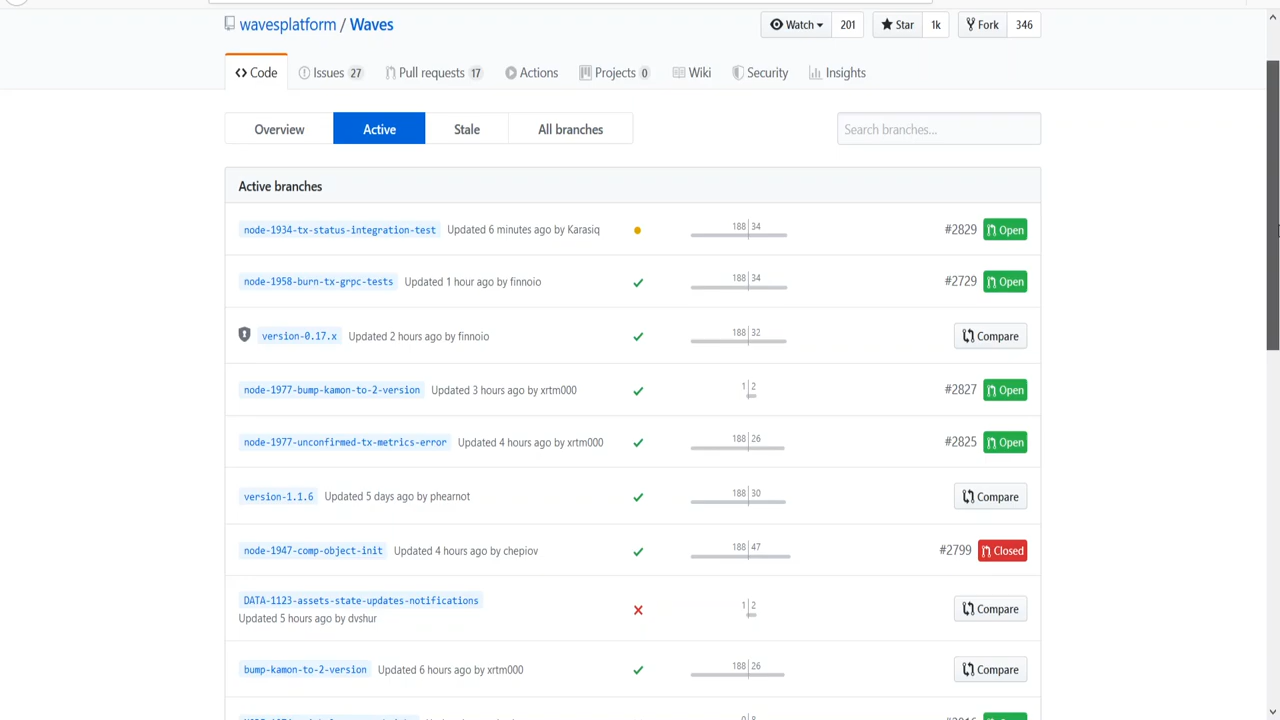 wavesplatform / Waves
Watch 201 Star 1k Fork 346
Code Issues 27 Pull requests 17 Actions Projects 0 Wiki Security Insights
Overview Active Stale All branches Search branches...
Active branches
node-1934-tx-status-integration-test Updated 6 minutes ago by Karasiq 188 34 #2829 Open
node-1958-burn-tx-grpc-tests Updated 1 hour ago by finnoio 188 34 #2729 Open
version-0.17.x Updated 2 hours ago by finnoio 188 32 Compare
node-1977-bump-kamon-to-2-version Updated 3 hours ago by xrtm000 1 2 #2827 Open
node-1977-unconfirmed-tx-metrics-error Updated 4 hours ago by xrtm000 188 26 #2825 Open
version-1.1.6 Updated 5 days ago by phearnot 188 30 Compare
node-1947-comp-object-init Updated 4 hours ago by chepiov 188 47 #2799 Closed
DATA-1123-assets-state-updates-notifications
Updated 5 hours ago by dvshur 1 2 Compare
bump-kamon-to-2-version Updated 6 hours ago by xrtm000 188 26 Compare